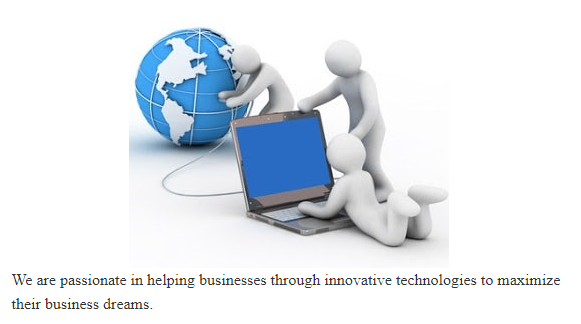 We are passionate in helping businesses through innovative technologies to maximize
their business dreams.